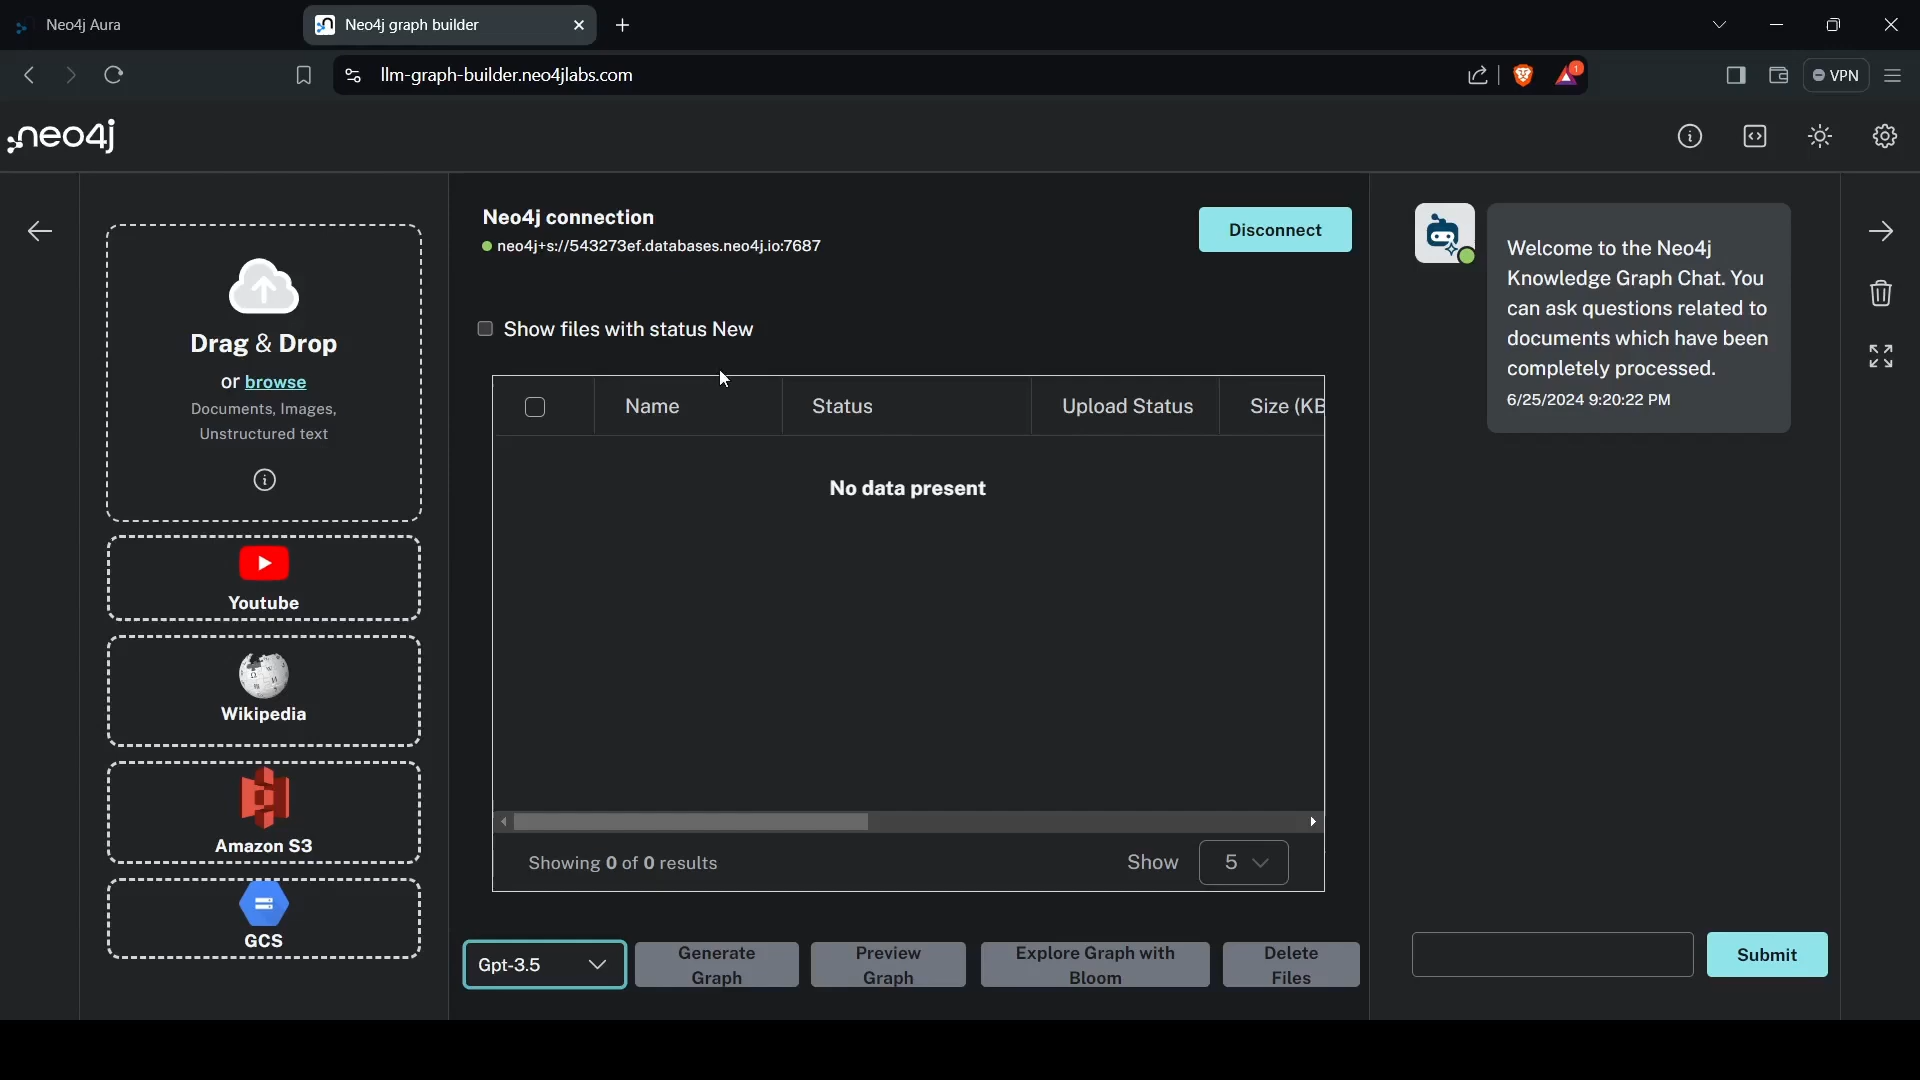 Neo4j Aura
Neo4j graph builder
llm-graph-builder.neo4jlabs.com
1
VPN
neo4j
Neo4j connection
neo4j+s://543273ef.databases.neo4j.io:7687
Disconnect
Drag & Drop
or browse
Documents, Images,
Unstructured text
Youtube
Wikipedia
Amazon S3
GCS
Show files with status New
Name Status Upload Status Size (KB
No data present
Showing 0 of 0 results
Show 5
Gpt-3.5
Generate
Graph
Preview
Graph
Explore Graph with
Bloom
Delete
Files
Welcome to the Neo4j
Knowledge Graph Chat. You
can ask questions related to
documents which have been
completely processed.
6/25/2024 9:20:22 PM
Submit